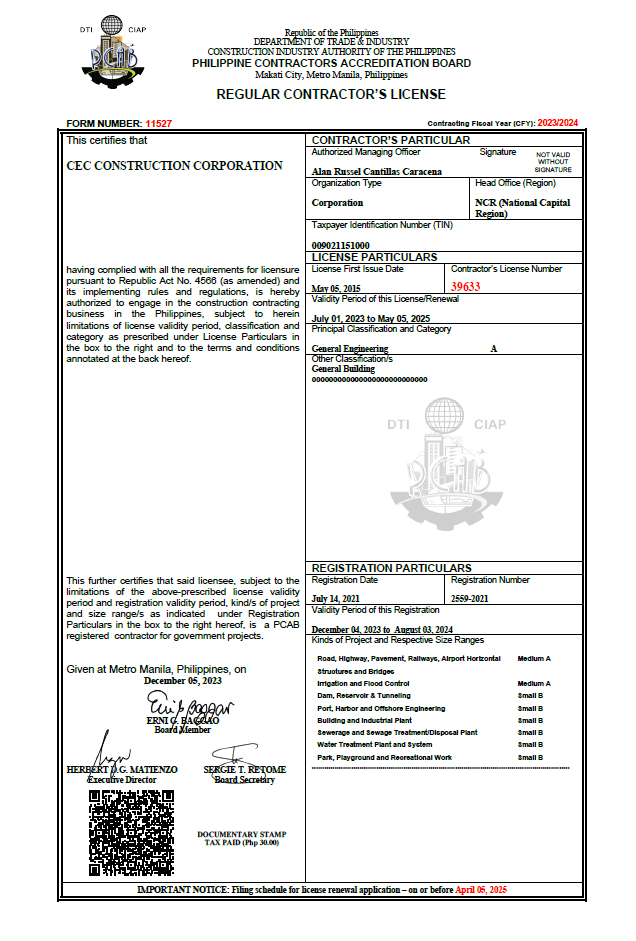 DTI CIAP
PCAB
Republic of the Philippines
DEPARTMENT OF TRADE & INDUSTRY
CONSTRUCTION INDUSTRY AUTHORITY OF THE PHILIPPINES
PHILIPPINE CONTRACTORS ACCREDITATION BOARD
Makati City, Metro Manila, Philippines
REGULAR CONTRACTOR'S LICENSE
FORM NUMBER: 11527
Contracting Fiscal Year (CFY): 2023/2024
This certifies that
CEC CONSTRUCTION CORPORATION
having complied with all the requirements for licensure
pursuant to Republic Act No. 4566 (as amended) and
its implementing rules and regulations, is hereby
authorized to engage in the construction contracting
business in the Philippines, subject to herein
limitations of license validity period, classification and
category as prescribed under License Particulars in
the box to the right and to the terms and conditions
annotated at the back hereof.
This further certifies that said licensee, subject to the
limitations of the above-prescribed license validity
period and registration validity period, kind/s of project
and size range/s as indicated under Registration
Particulars in the box to the right hereof, is a PCAB
registered contractor for government projects.
Given at Metro Manila, Philippines, on
December 05, 2023
ERNI G. BAGGAO
Board Member
HERBERT D.G. MATIENZO
Executive Director
SERGIE T. RETOME
Board Secretary
DOCUMENTARY STAMP
TAX PAID (Php 30.00)
CONTRACTOR'S PARTICULAR
Authorized Managing Officer Signature
NOT VALID
WITHOUT
SIGNATURE
Alan Russel Cantillas Caracena
Organization Type
Corporation
Head Office (Region)
NCR (National Capital
Region)
Taxpayer Identification Number (TIN)
009021151000
LICENSE PARTICULARS
License First Issue Date
May 05, 2015
Contractor's License Number
39633
Validity Period of this License/Renewal
July 01, 2023 to May 05, 2025
Principal Classification and Category
General Engineering A
Other Classification/s
General Building
DTI CIAP
PCAB
REGISTRATION PARTICULARS
Registration Date
July 14, 2021
Registration Number
2559-2021
Validity Period of this Registration
December 04, 2023 to August 03, 2024
Kinds of Project and Respective Size Ranges
Road, Highway, Pavement, Railways, Airport Horizontal Medium A
Structures and Bridges
Irrigation and Flood Control Medium A
Dam, Reservoir & Tunneling Small B
Port, Harbor and Offshore Engineering Small B
Building and Industrial Plant Small B
Sewerage and Sewage Treatment/Disposal Plant Small B
Water Treatment Plant and System Small B
Park, Playground and Recreational Work Small B
IMPORTANT NOTICE: Filing schedule for license renewal application – on or before April 05, 2025